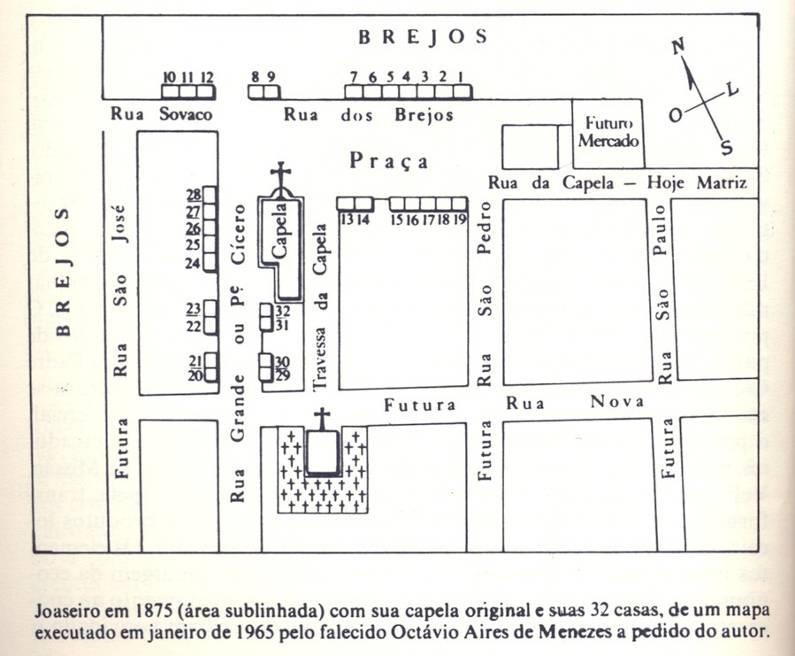 BREJOS
N
O
L
S
10 11 12
8 9
7 6 5 4 3 2 1
Rua Sovaco
Rua dos Brejos
Futuro
Mercado
Praça
Rua da Capela — Hoje Matriz
BREJOS
28
27
26
25
24
23
22
21
20
Capela
13 14
15 16 17 18 19
32
31
30
29
Futura Rua São José
Rua Grande ou Pe. Cícero
Travessa da Capela
Futura Rua São Pedro
Futura Rua São Paulo
Futura Rua Nova
Joaseiro em 1875 (área sublinhada) com sua capela original e suas 32 casas, de um mapa
executado em janeiro de 1965 pelo falecido Octávio Aires de Menezes a pedido do autor.